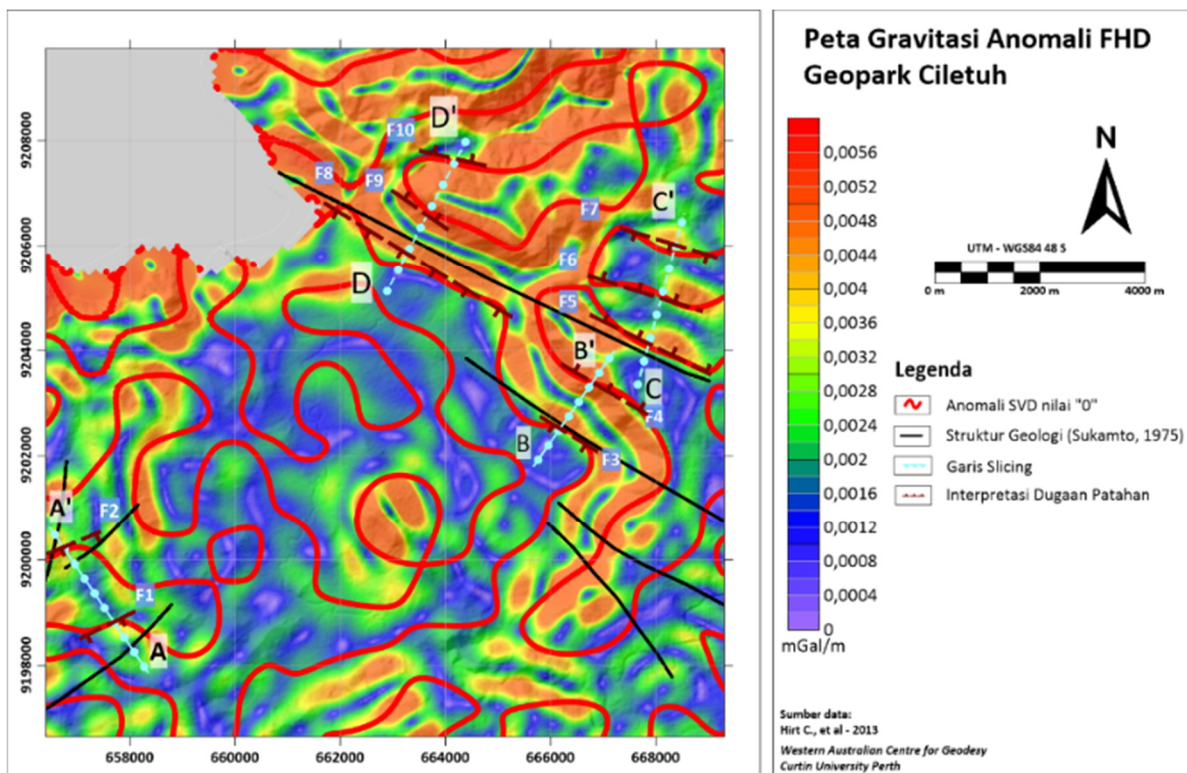 Peta Gravitasi Anomali FHD
Geopark Ciletuh
0,0056
0,0052
0,0048
0,0044
0,004
0,0036
0,0032
0,0028
0,0024
0,002
0,0016
0,0012
0,0008
0,0004
0
mGal/m
N
UTM - WGS84 48 S
0 m
2000 m
4000 m
Legenda
Anomali SVD nilai "0"
Struktur Geologi (Sukamto, 1975)
Garis Slicing
Interpretasi Dugaan Patahan
Sumber data:
Hirt C., et al - 2013
Western Australian Centre for Geodesy
Curtin University Perth
9208000
9206000
9204000
9202000
9200000
9198000
658000
660000
662000
664000
666000
668000
D'
F10
F8
F9
F7
C'
F6
D
F5
B'
C
F4
B
F3
A'
F2
F1
A